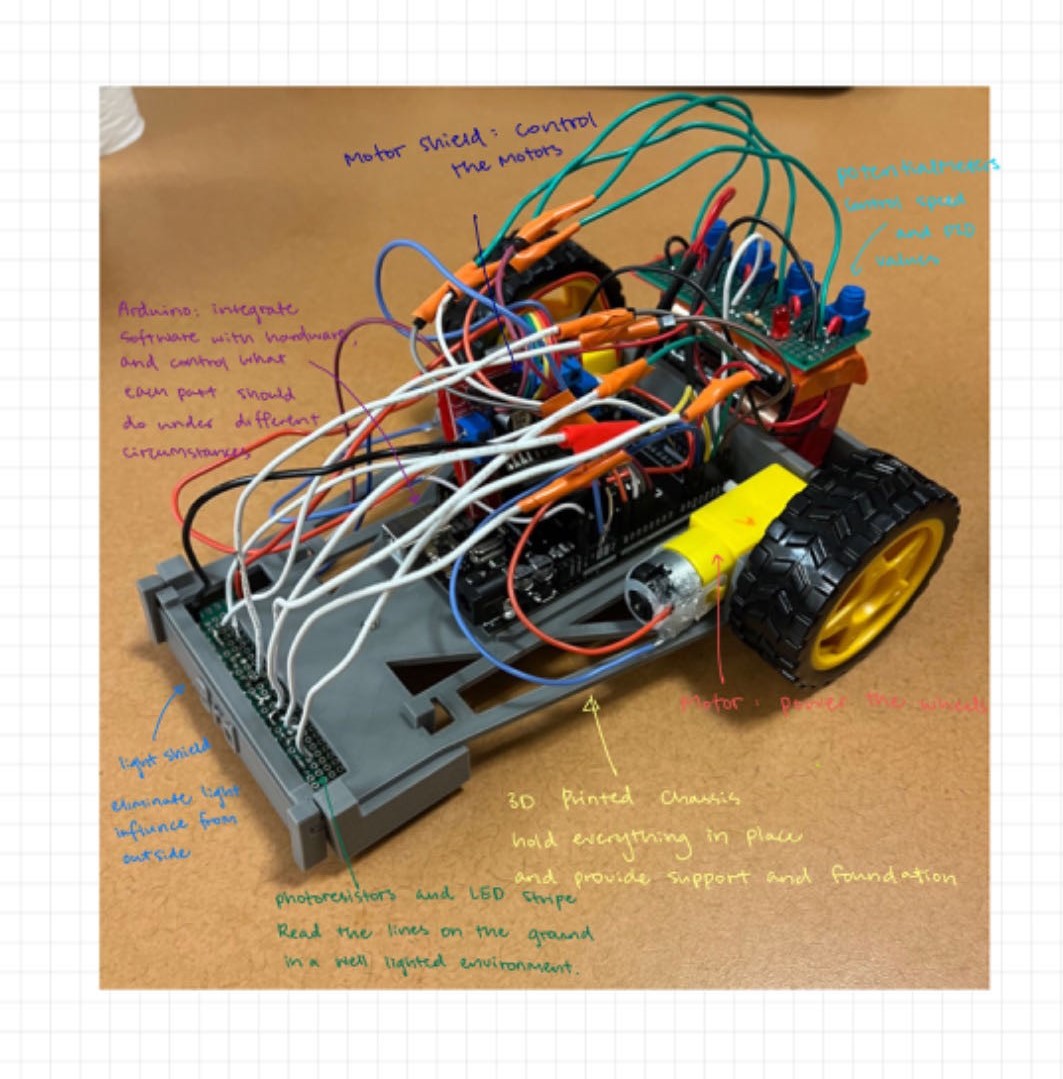 Motor shield: control
the motors
potentialmeters
control speed
and PID
values
Arduino: integrate
software with hardware,
and control what
each part should
do under different
circumstances
Motor: power the wheels
light shield
eliminate light
influnce from
outside
3D Printed Chassis
hold everything in place
and provide support and foundation
photoresistors and LED Stripe
Read the lines on the ground
in a well lighted environment.